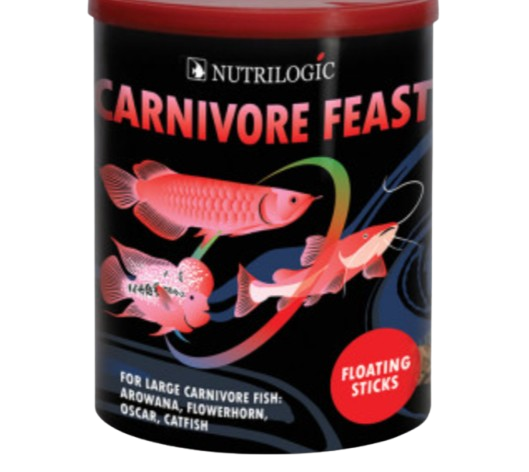 NUTRILOGIC
CARNIVORE FEAST
FLOATING
STICKS
FOR LARGE CARNIVORE FISH:
AROWANA, FLOWERHORN,
OSCAR, CATFISH